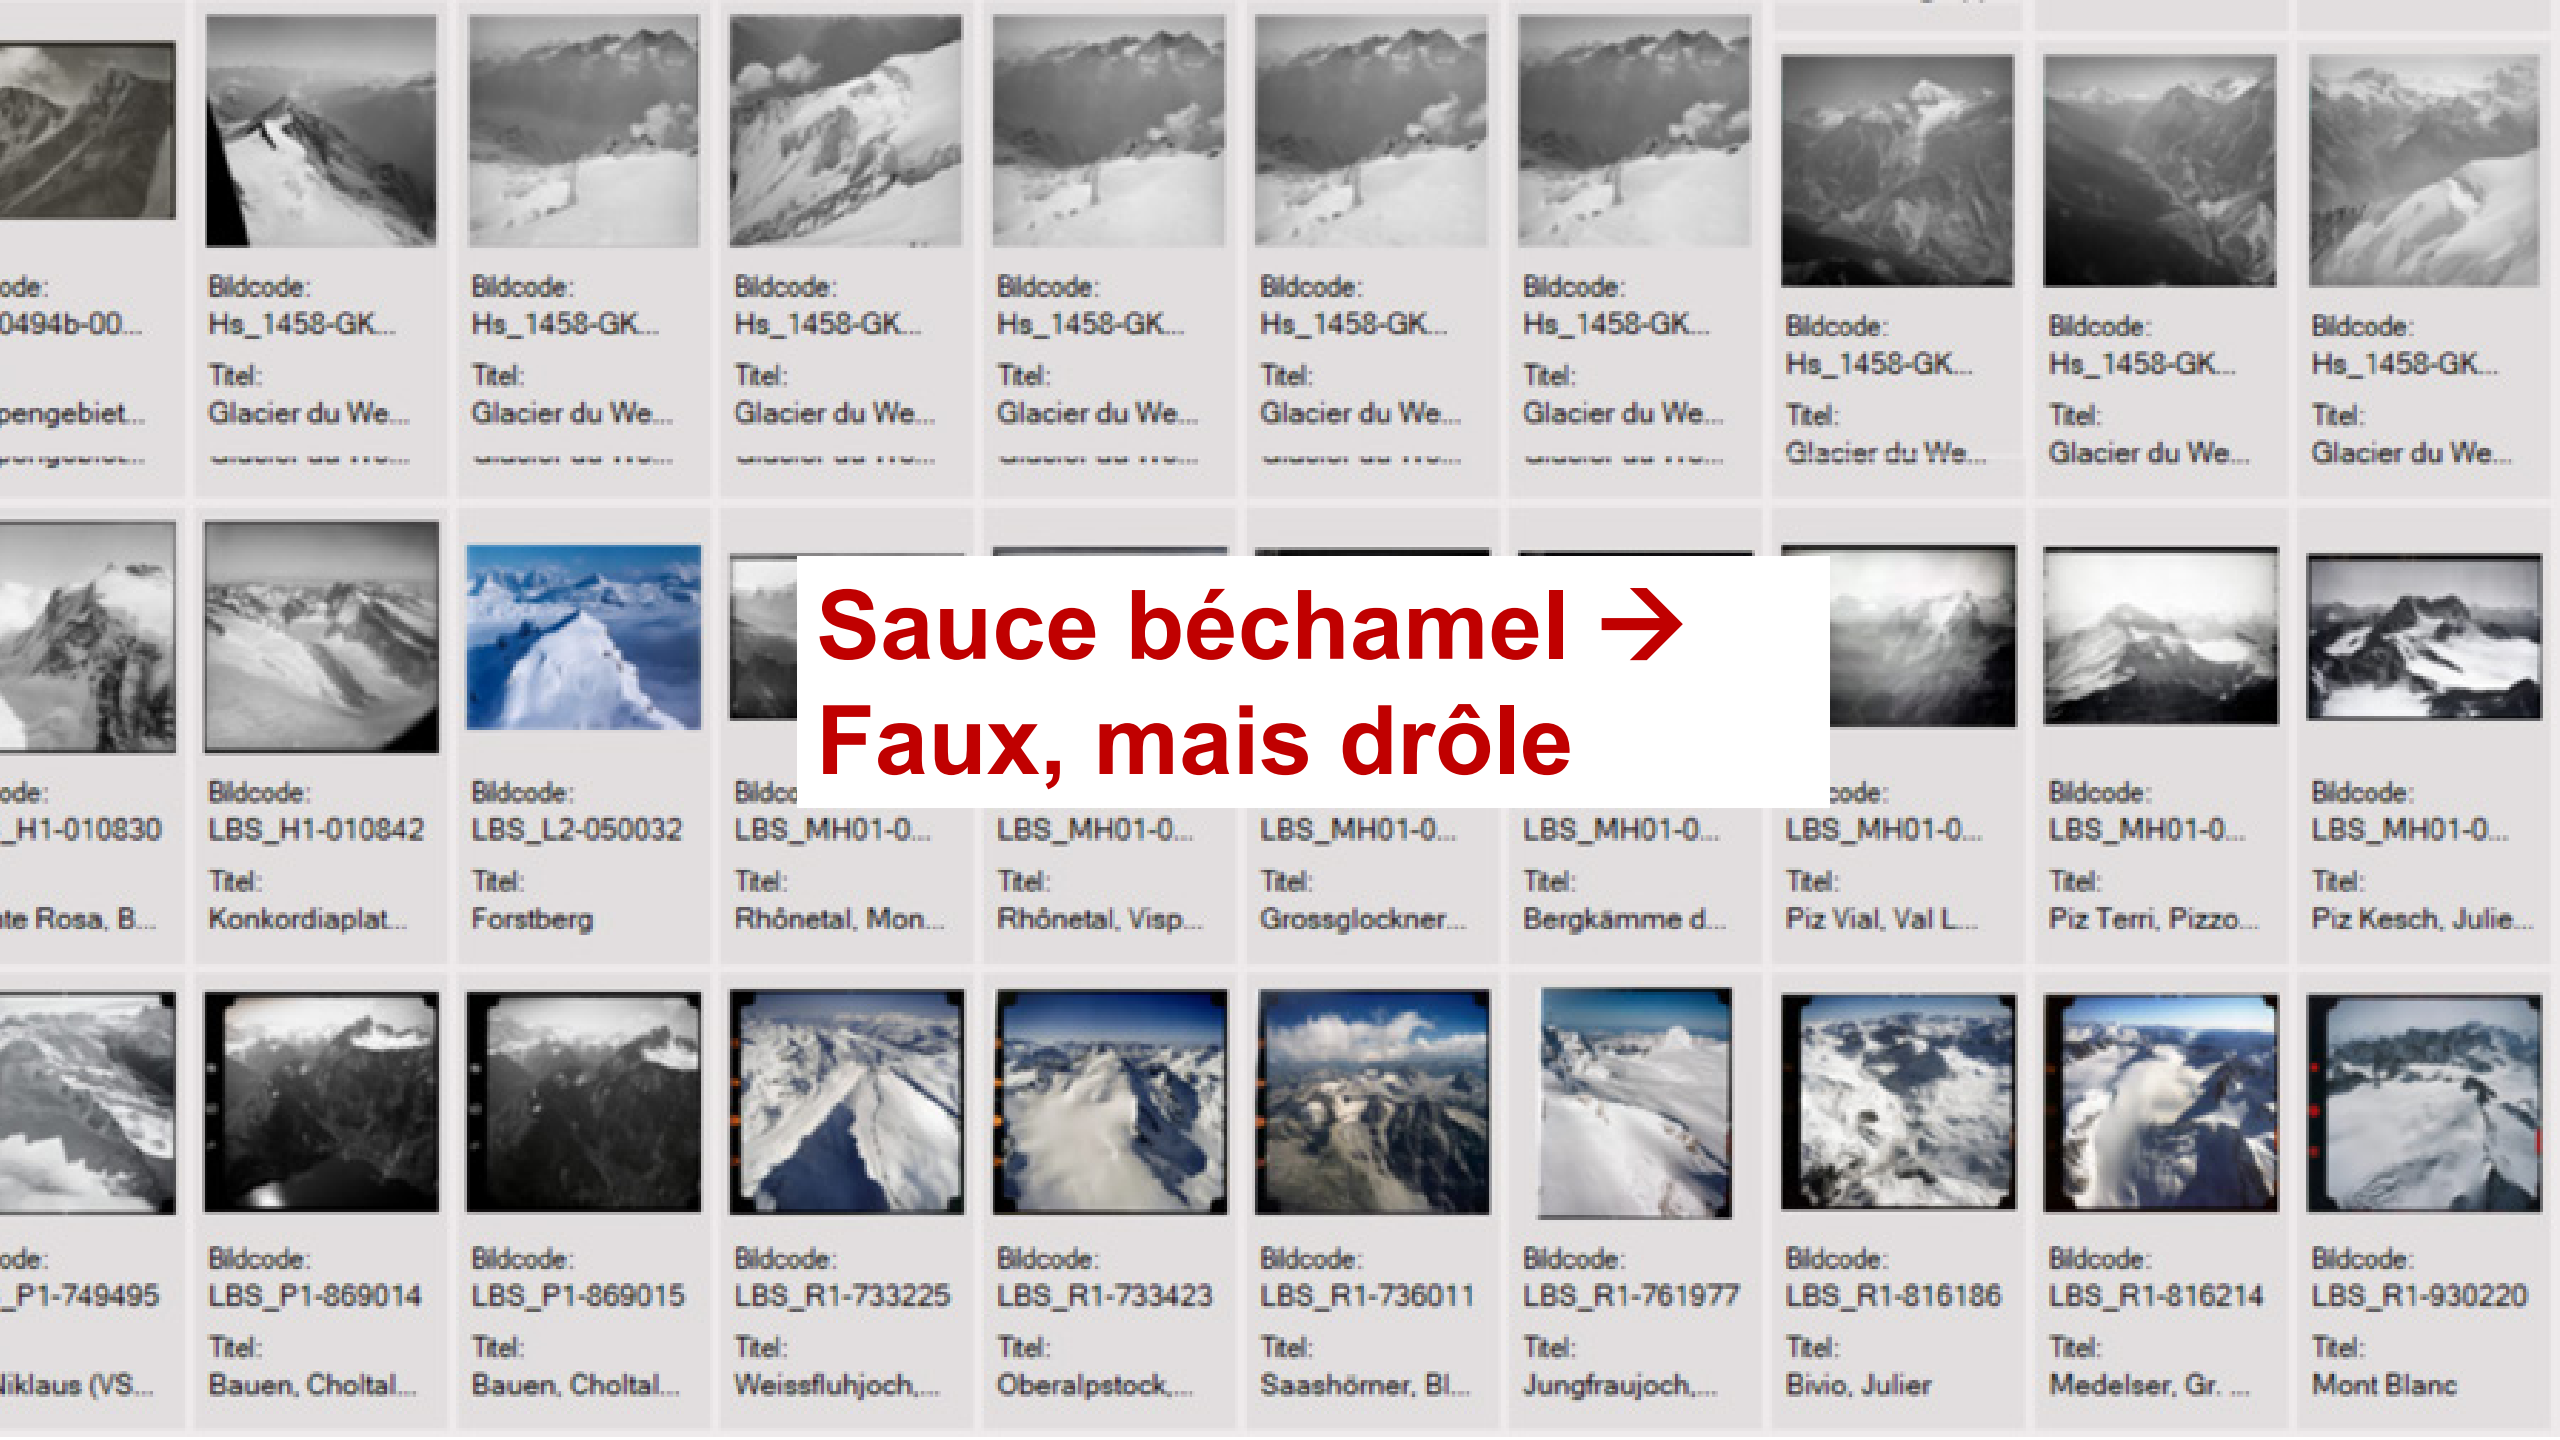 Bildcode: Bildcode: Bildcode: Bildcode: Bildcode: Bildcode:
Hs_1458-GK... Hs_1458-GK... Hs_1458-GK... Hs_1458-GK... Hs_1458-GK... Hs_1458-GK...
Titel: Titel: Titel: Titel: Titel: Titel:
Glacier du We... Glacier du We... Glacier du We... Glacier du We... Glacier du We... Glacier du We...
Bildcode: Bildcode: Bildcode:
Hs_1458-GK... Hs_1458-GK... Hs_1458-GK...
Titel: Titel: Titel:
Glacier du We... Glacier du We... Glacier du We...
Sauce béchamel →
Faux, mais drôle
Bildcode: Bildcode: Bildcode: Bildcode:
_H1-010830 LBS_H1-010842 LBS_L2-050032 LBS_MH01-0... LBS_MH01-0... LBS_MH01-0... LBS_MH01-0... LBS_MH01-0... LBS_MH01-0... LBS_MH01-0...
Titel: Titel: Titel: Titel: Titel: Titel: Titel: Titel: Titel:
Rosa, B... Konkordiaplat... Forstberg Rhônetal, Mon... Rhônetal, Visp... Grossglockner... Bergkämme d... Piz Vial, Val L... Piz Terri, Pizzo... Piz Kesch, Julie...
Bildcode: Bildcode: Bildcode: Bildcode: Bildcode: Bildcode: Bildcode: Bildcode: Bildcode:
_P1-749495 LBS_P1-869014 LBS_P1-869015 LBS_R1-733225 LBS_R1-733423 LBS_R1-736011 LBS_R1-761977 LBS_R1-816186 LBS_R1-816214 LBS_R1-930220
Titel: Titel: Titel: Titel: Titel: Titel: Titel: Titel: Titel:
(VS... Bauen, Choltal... Bauen, Choltal... Weissfluhjoch,... Oberalpstock,... Saashörner, Bl... Jungfraujoch,... Bivio, Julier Medelser, Gr. ... Mont Blanc